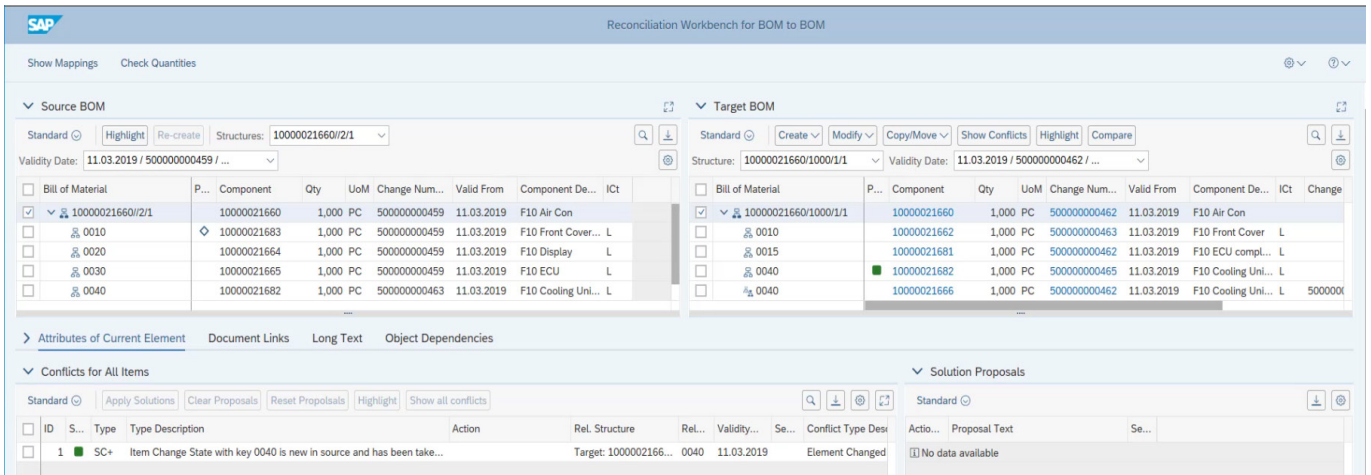 SAP Reconciliation Workbench for BOM to BOM
Show Mappings Check Quantities
Source BOM
Standard Highlight Re-create Structures: 10000021660//2/1
Validity Date: 11.03.2019 / 500000000459 / ...
Bill of Material P... Component Qty UoM Change Num... Valid From Component De... ICt
10000021660//2/1 10000021660 1,000 PC 500000000459 11.03.2019 F10 Air Con
0010 10000021683 1,000 PC 500000000459 11.03.2019 F10 Front Cover... L
0020 10000021664 1,000 PC 500000000459 11.03.2019 F10 Display L
0030 10000021665 1,000 PC 500000000459 11.03.2019 F10 ECU L
0040 10000021682 1,000 PC 500000000463 11.03.2019 F10 Cooling Uni... L
Target BOM
Standard Create Modify Copy/Move Show Conflicts Highlight Compare
Structure: 10000021660/1000/1/1 Validity Date: 11.03.2019 / 500000000462 / ...
Bill of Material P... Component Qty UoM Change Num... Valid From Component De... ICt Change
10000021660/1000/1/1 10000021660 1,000 PC 500000000462 11.03.2019 F10 Air Con
0010 10000021662 1,000 PC 500000000463 11.03.2019 F10 Front Cover L
0015 10000021681 1,000 PC 500000000462 11.03.2019 F10 ECU compl... L
0040 10000021682 1,000 PC 500000000465 11.03.2019 F10 Cooling Uni... L
0040 10000021666 1,000 PC 500000000462 11.03.2019 F10 Cooling Uni... L 5000000
Attributes of Current Element Document Links Long Text Object Dependencies
Conflicts for All Items
Standard Apply Solutions Clear Proposals Reset Propolsals Highlight Show all conflicts
ID S... Type Type Description Action Rel. Structure Rel... Validity... Se... Conflict Type Des
1 SC+ Item Change State with key 0040 is new in source and has been take... Target: 1000002166... 0040 11.03.2019 Element Changed
Solution Proposals
Standard
Actio... Proposal Text Se...
No data available